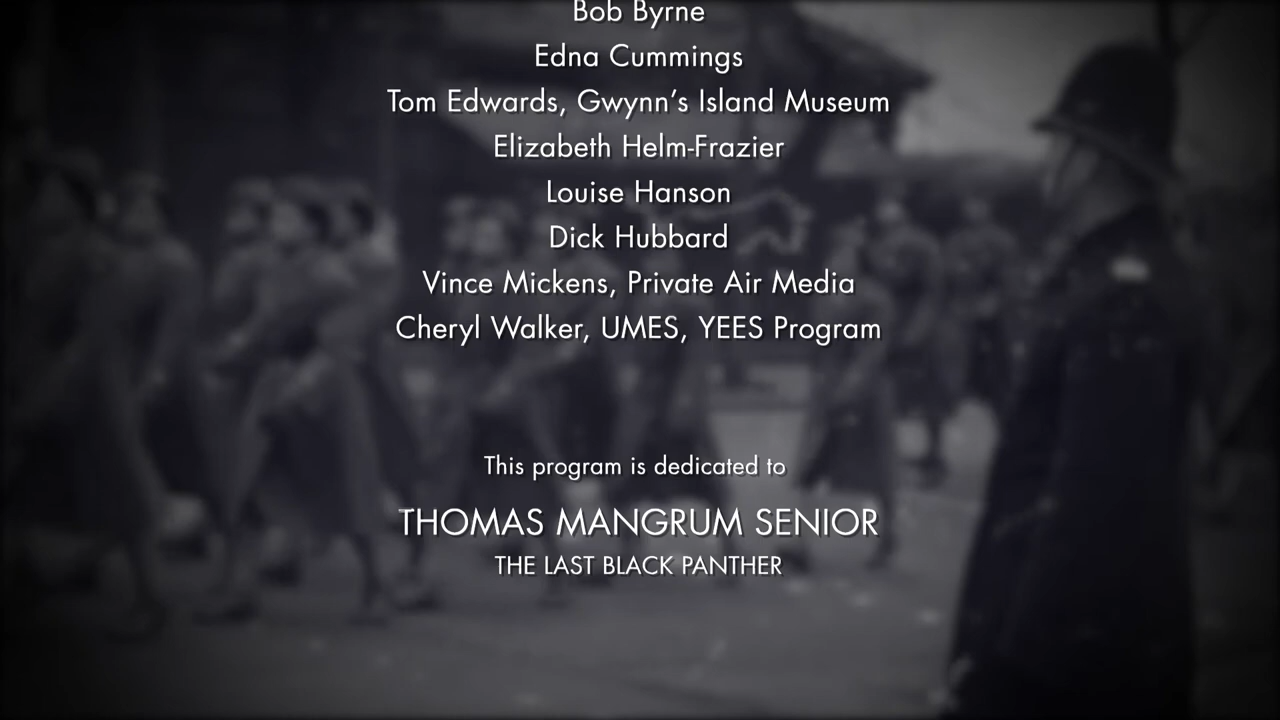 Bob Byrne
Edna Cummings
Tom Edwards, Gwynn’s Island Museum
Elizabeth Helm-Frazier
Louise Hanson
Dick Hubbard
Vince Mickens, Private Air Media
Cheryl Walker, UMES, YEES Program
This program is dedicated to
THOMAS MANGRUM SENIOR
THE LAST BLACK PANTHER